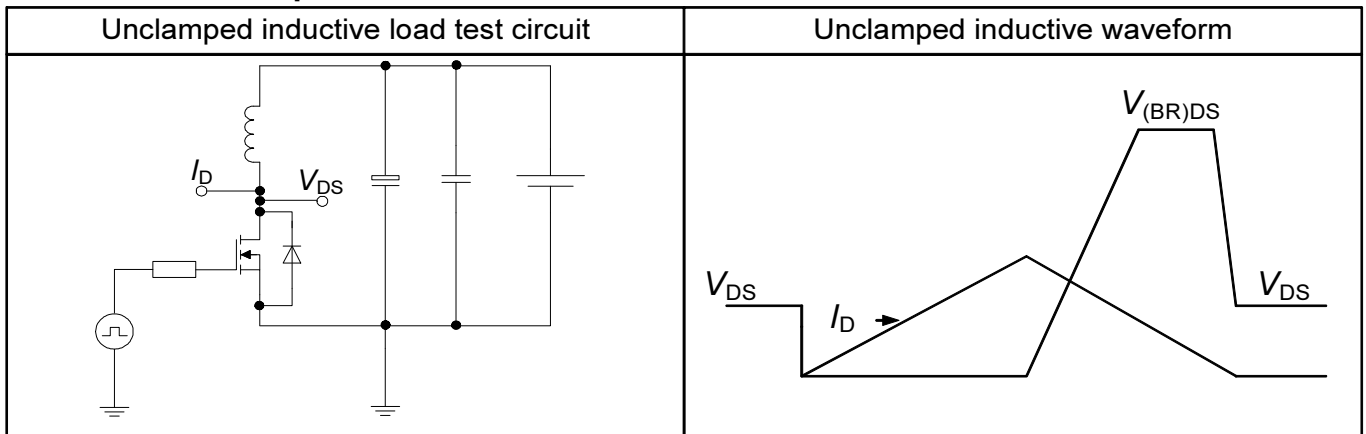 Unclamped inductive load test circuit
Unclamped inductive waveform
I_D
V_DS
V_(BR)DS
V_DS
I_D
V_DS